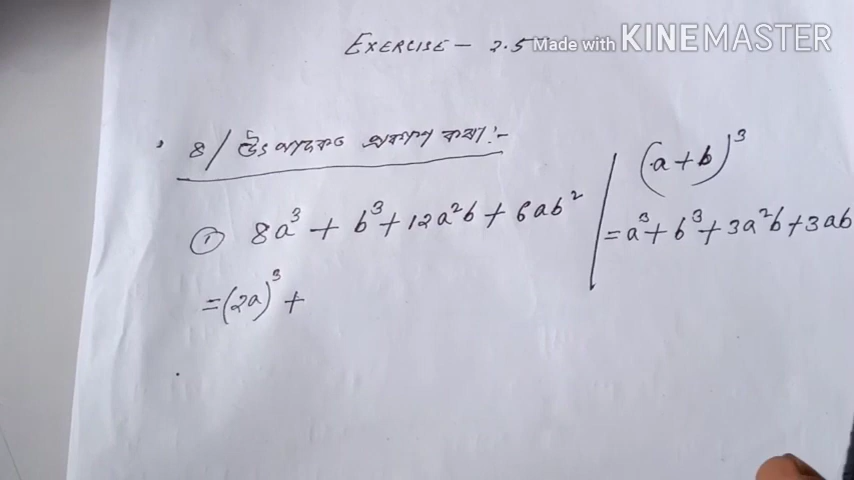 EXERCISE - 2.5
Made with KINEMASTER
8/ উৎপাদকত প্ৰকাশ কৰা:-
① 8a³ + b³ + 12a²b + 6ab²
= (2a)³ +
(a + b)³
= a³ + b³ + 3a²b + 3ab